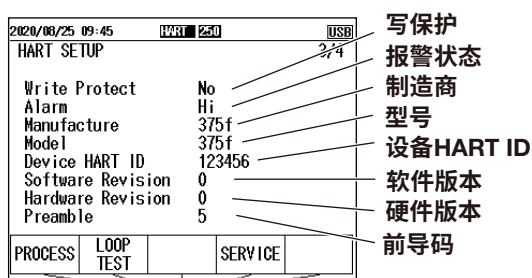 2020/08/25 09:45 HART 250 USB
HART SETUP 3/4
Write Protect No
Alarm Hi
Manufacture 375f
Model 375f
Device HART ID 123456
Software Revision 0
Hardware Revision 0
Preamble 5
PROCESS LOOP TEST SERVICE
写保护
报警状态
制造商
型号
设备HART ID
软件版本
硬件版本
前导码